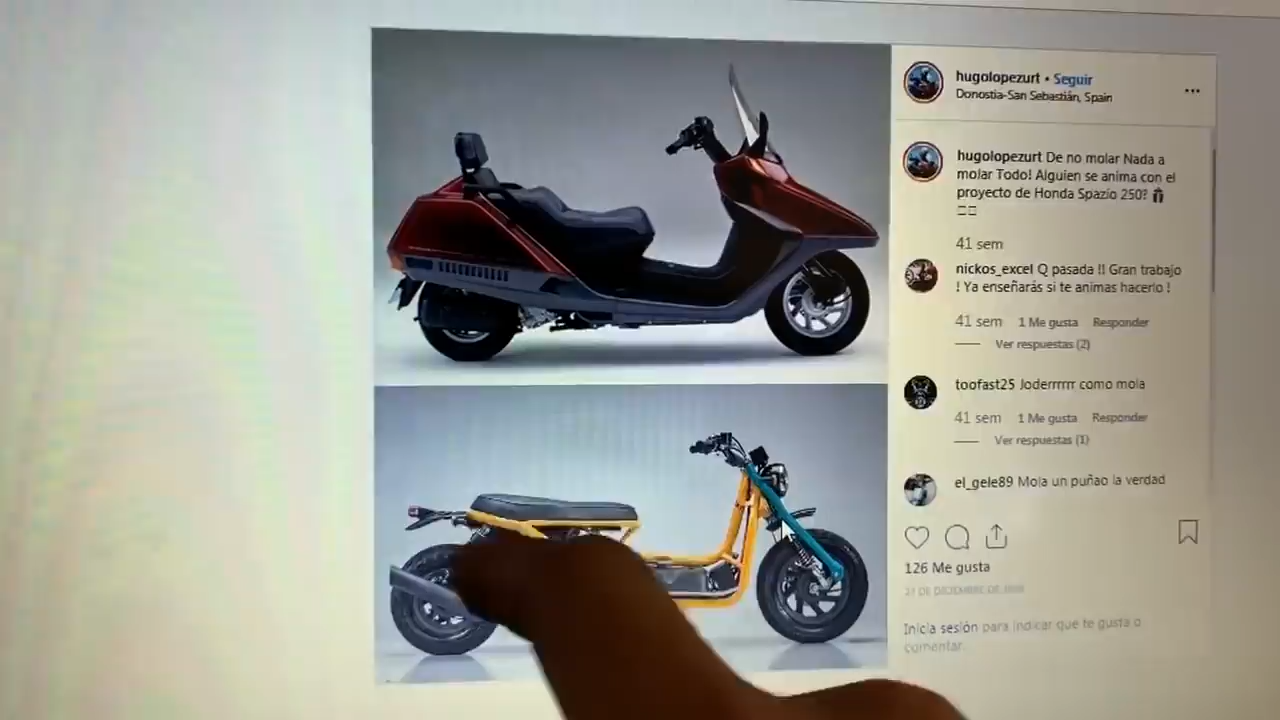 hugolopezurt • Seguir
Donostia-San Sebastián, Spain
hugolopezurt De no molar Nada a
molar Todo! Alguien se anima con el
proyecto de Honda Spazio 250?
41 sem
nickos_excel Q pasada !! Gran trabajo
! Ya enseñarás si te animas hacerlo !
41 sem 1 Me gusta Responder
Ver respuestas (2)
toofast25 Joderrrrrr como mola
41 sem 1 Me gusta Responder
Ver respuestas (1)
el_gele89 Mola un puñao la verdad
126 Me gusta
DE DICIEMBRE DE
Inicia sesión para indicar que te gusta o
comentar.